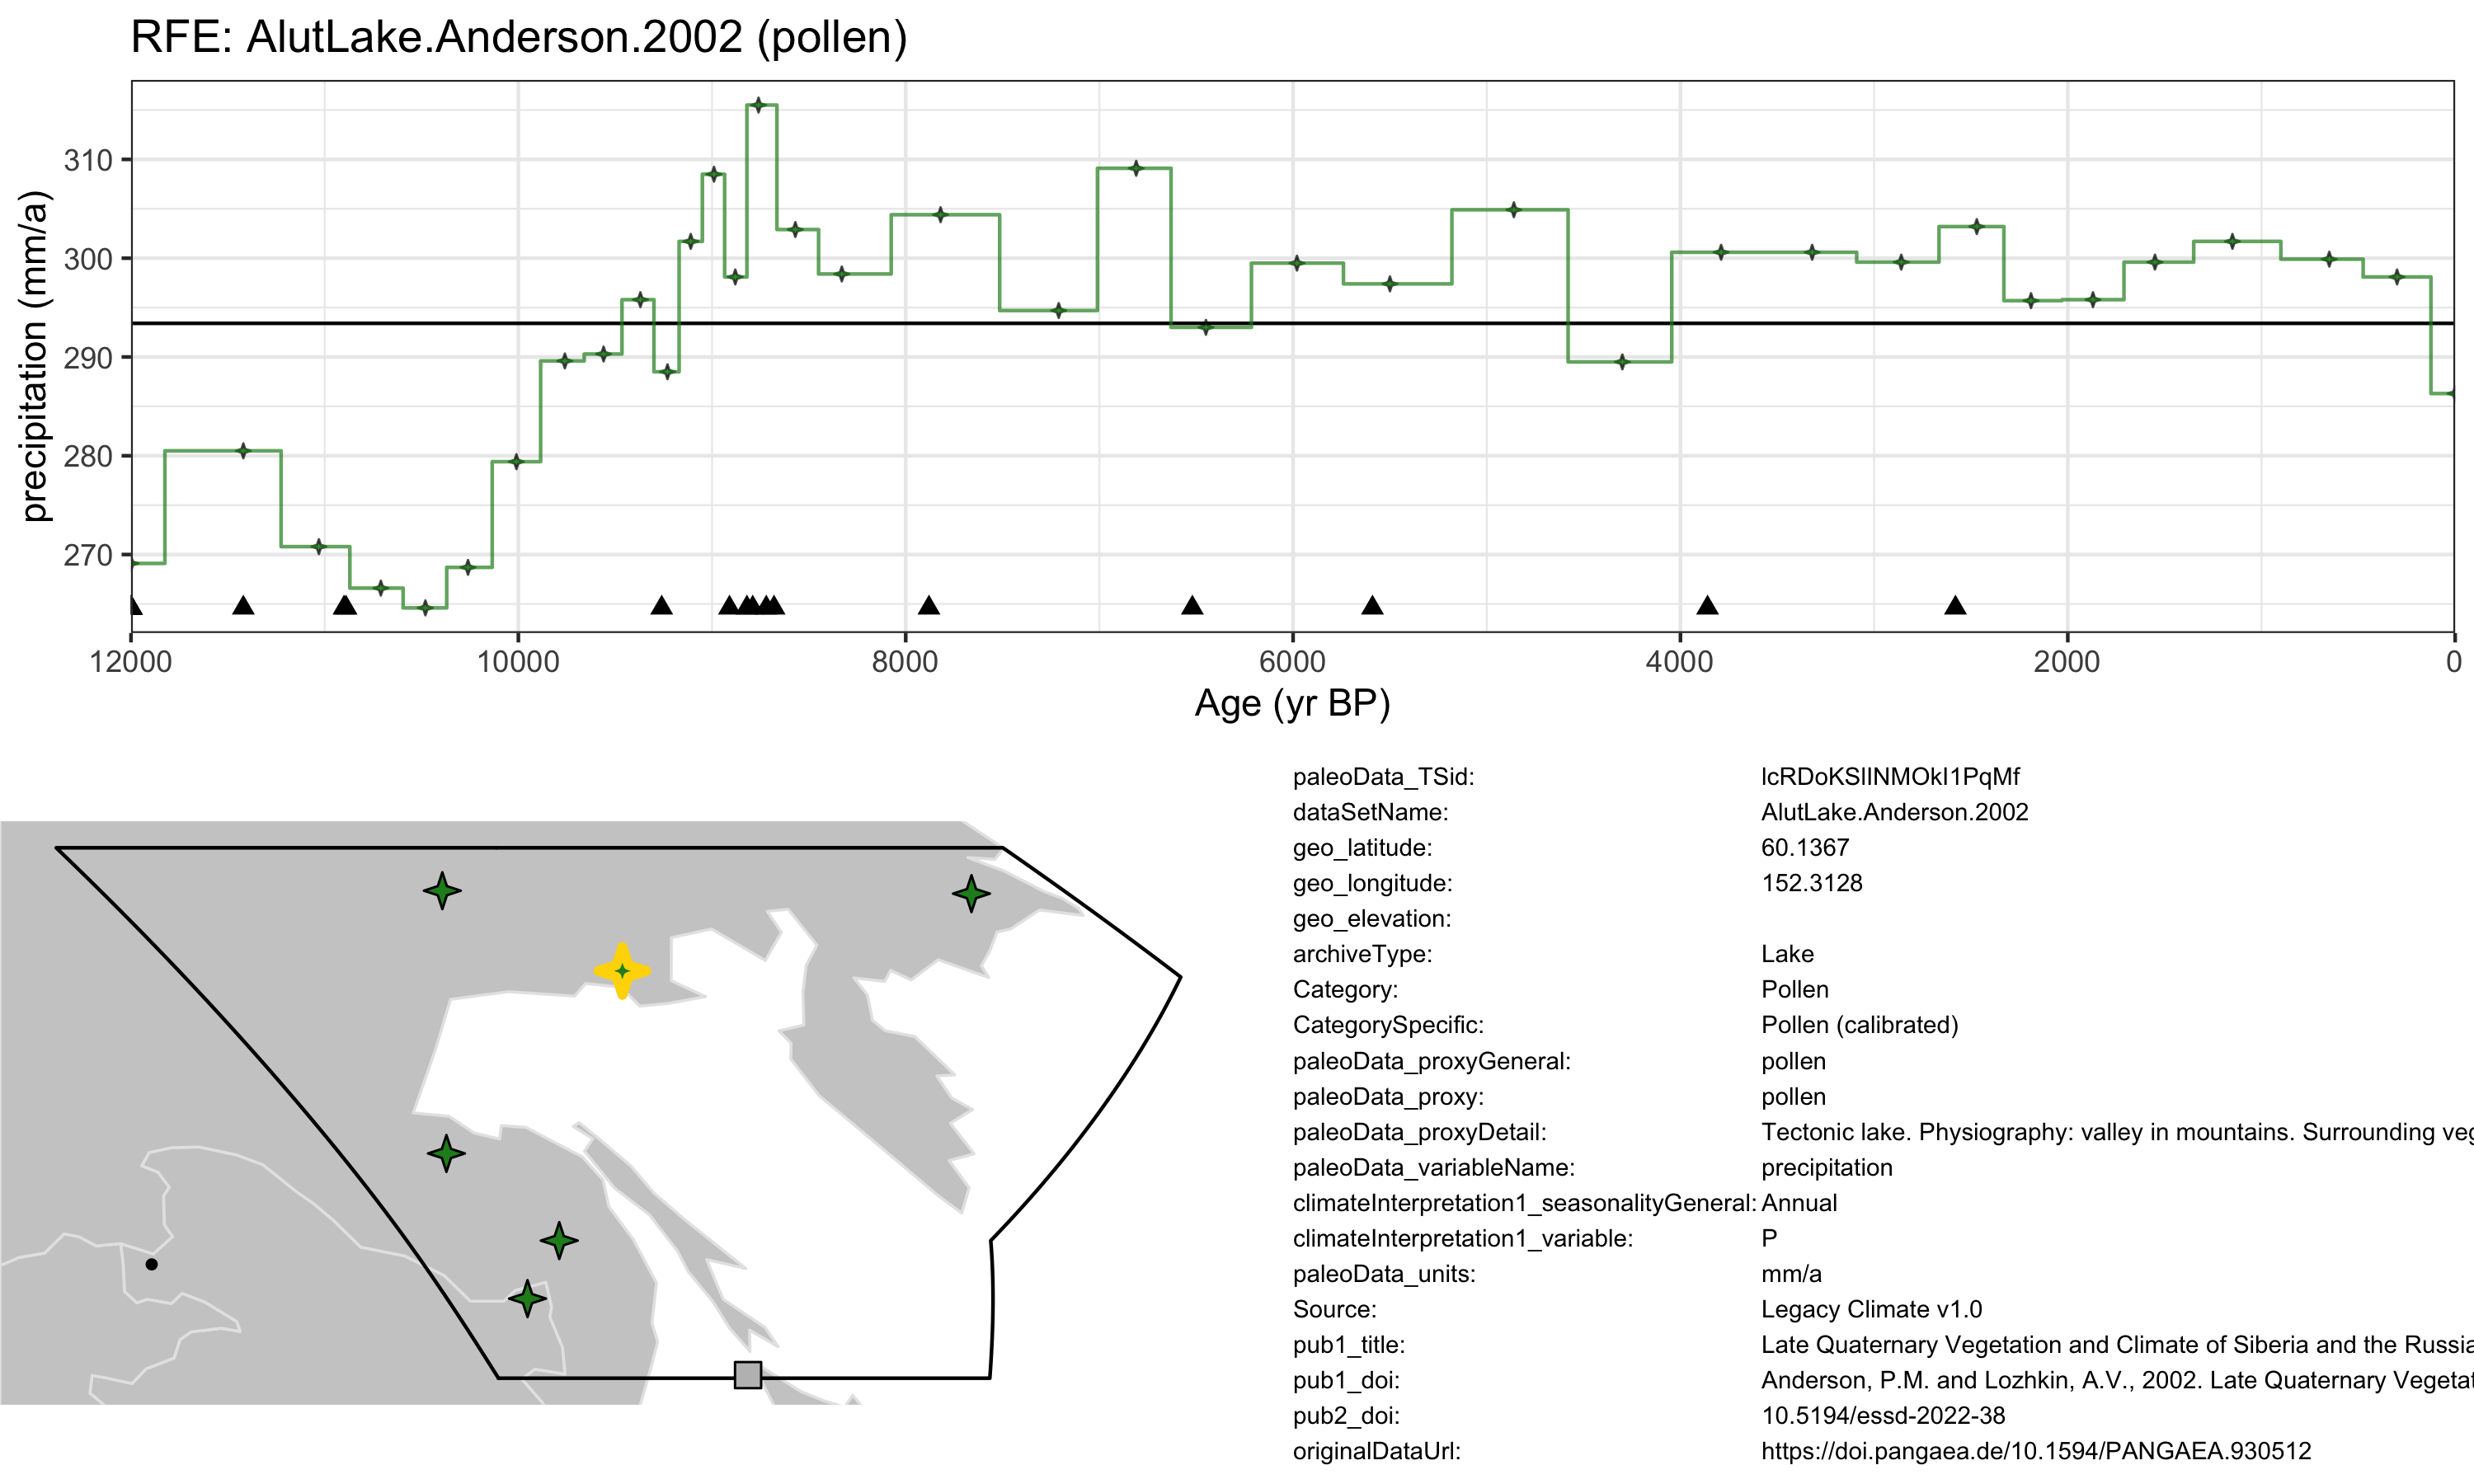 RFE: AlutLake.Anderson.2002 (pollen)
precipitation (mm/a)
310
300
290
280
270
12000 10000 8000 6000 4000 2000 0
Age (yr BP)
paleoData_TSid: lcRDoKSlINMOkI1PqMf
dataSetName: AlutLake.Anderson.2002
geo_latitude: 60.1367
geo_longitude: 152.3128
geo_elevation:
archiveType: Lake
Category: Pollen
CategorySpecific: Pollen (calibrated)
paleoData_proxyGeneral: pollen
paleoData_proxy: pollen
paleoData_proxyDetail: Tectonic lake. Physiography: valley in mountains. Surrounding veg
paleoData_variableName: precipitation
climateInterpretation1_seasonalityGeneral: Annual
climateInterpretation1_variable: P
paleoData_units: mm/a
Source: Legacy Climate v1.0
pub1_title: Late Quaternary Vegetation and Climate of Siberia and the Russia
pub1_doi: Anderson, P.M. and Lozhkin, A.V., 2002. Late Quaternary Vegetat
pub2_doi: 10.5194/essd-2022-38
originalDataUrl: https://doi.pangaea.de/10.1594/PANGAEA.930512